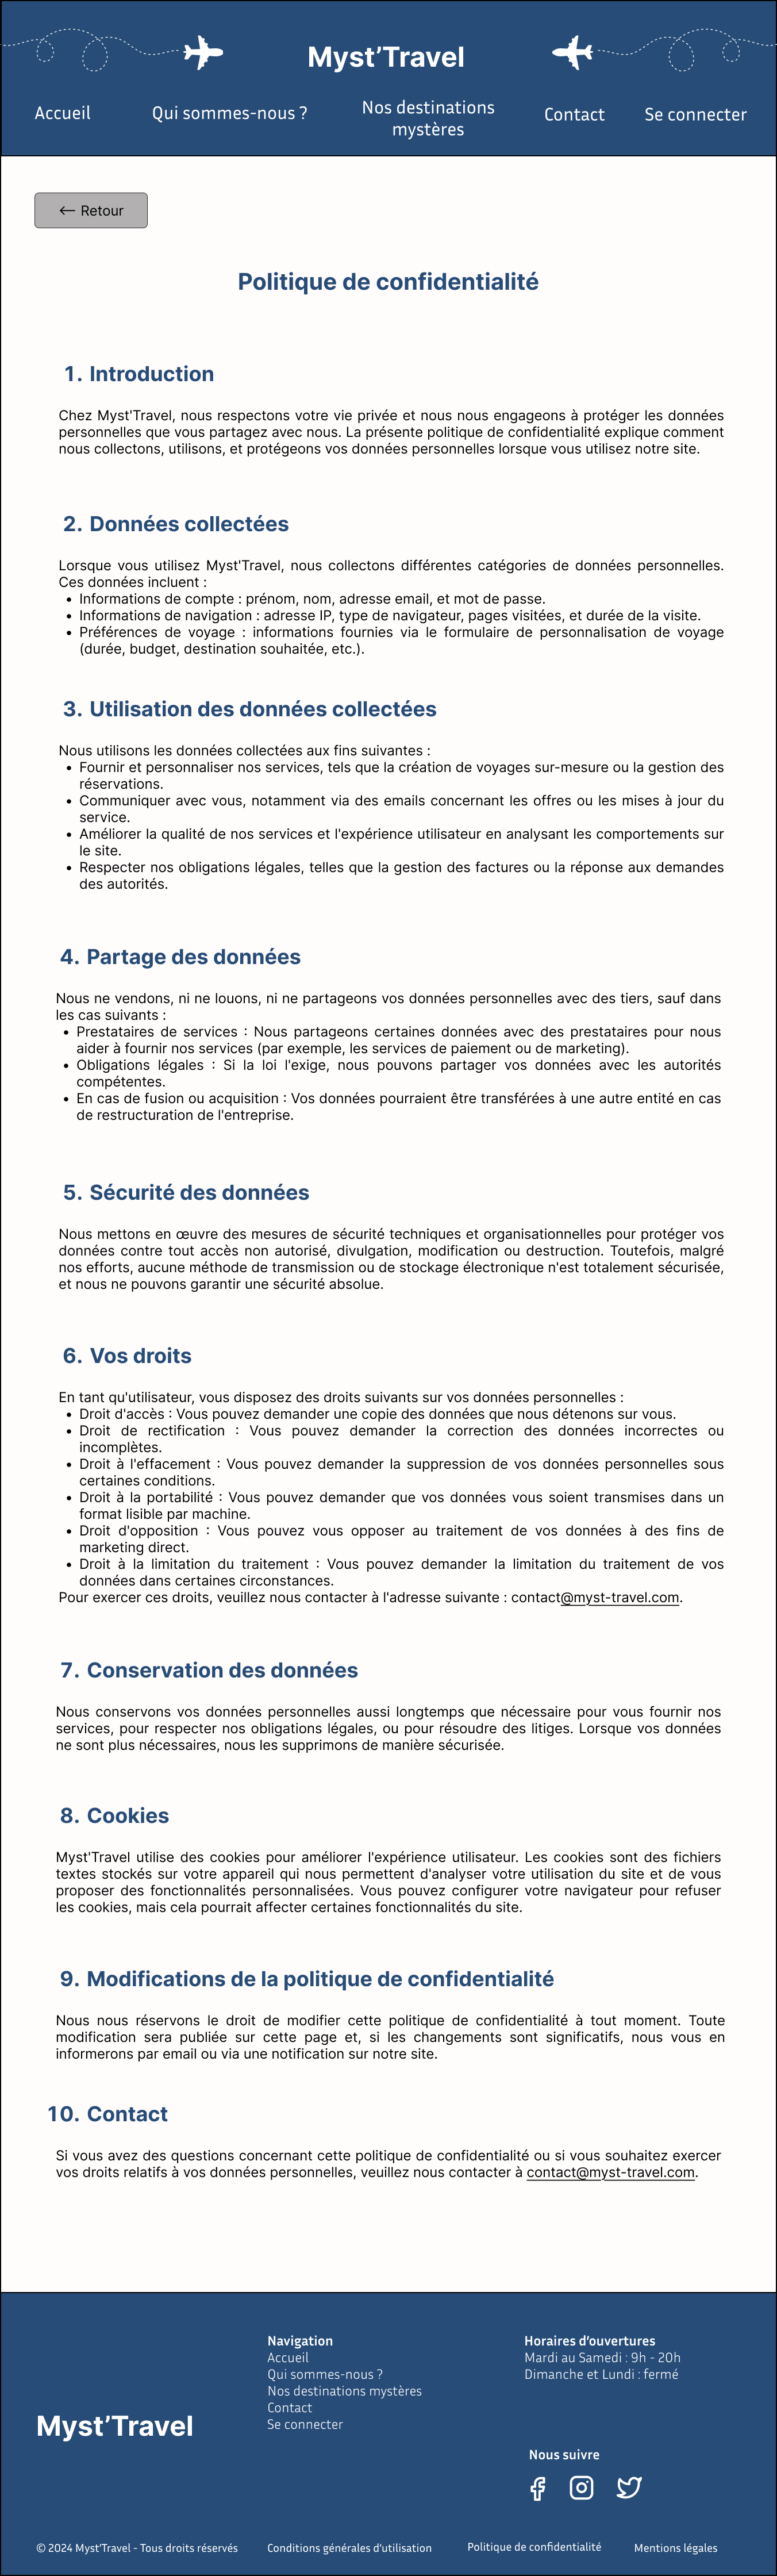 Myst’Travel
Accueil
Qui sommes-nous ?
Nos destinations
mystères
Contact
Se connecter
← Retour
Politique de confidentialité
1. Introduction
Chez Myst'Travel, nous respectons votre vie privée et nous nous engageons à protéger les données
personnelles que vous partagez avec nous. La présente politique de confidentialité explique comment
nous collectons, utilisons, et protégeons vos données personnelles lorsque vous utilisez notre site.
2. Données collectées
Lorsque vous utilisez Myst'Travel, nous collectons différentes catégories de données personnelles.
Ces données incluent :
• Informations de compte : prénom, nom, adresse email, et mot de passe.
• Informations de navigation : adresse IP, type de navigateur, pages visitées, et durée de la visite.
• Préférences de voyage : informations fournies via le formulaire de personnalisation de voyage
(durée, budget, destination souhaitée, etc.).
3. Utilisation des données collectées
Nous utilisons les données collectées aux fins suivantes :
• Fournir et personnaliser nos services, tels que la création de voyages sur-mesure ou la gestion des
réservations.
• Communiquer avec vous, notamment via des emails concernant les offres ou les mises à jour du
service.
• Améliorer la qualité de nos services et l'expérience utilisateur en analysant les comportements sur
le site.
• Respecter nos obligations légales, telles que la gestion des factures ou la réponse aux demandes
des autorités.
4. Partage des données
Nous ne vendons, ni ne louons, ni ne partageons vos données personnelles avec des tiers, sauf dans
les cas suivants :
• Prestataires de services : Nous partageons certaines données avec des prestataires pour nous
aider à fournir nos services (par exemple, les services de paiement ou de marketing).
• Obligations légales : Si la loi l'exige, nous pouvons partager vos données avec les autorités
compétentes.
• En cas de fusion ou acquisition : Vos données pourraient être transférées à une autre entité en cas
de restructuration de l'entreprise.
5. Sécurité des données
Nous mettons en œuvre des mesures de sécurité techniques et organisationnelles pour protéger vos
données contre tout accès non autorisé, divulgation, modification ou destruction. Toutefois, malgré
nos efforts, aucune méthode de transmission ou de stockage électronique n'est totalement sécurisée,
et nous ne pouvons garantir une sécurité absolue.
6. Vos droits
En tant qu'utilisateur, vous disposez des droits suivants sur vos données personnelles :
• Droit d'accès : Vous pouvez demander une copie des données que nous détenons sur vous.
• Droit de rectification : Vous pouvez demander la correction des données incorrectes ou
incomplètes.
• Droit à l'effacement : Vous pouvez demander la suppression de vos données personnelles sous
certaines conditions.
• Droit à la portabilité : Vous pouvez demander que vos données vous soient transmises dans un
format lisible par machine.
• Droit d'opposition : Vous pouvez vous opposer au traitement de vos données à des fins de
marketing direct.
• Droit à la limitation du traitement : Vous pouvez demander la limitation du traitement de vos
données dans certaines circonstances.
Pour exercer ces droits, veuillez nous contacter à l'adresse suivante : contact@myst-travel.com.
7. Conservation des données
Nous conservons vos données personnelles aussi longtemps que nécessaire pour vous fournir nos
services, pour respecter nos obligations légales, ou pour résoudre des litiges. Lorsque vos données
ne sont plus nécessaires, nous les supprimons de manière sécurisée.
8. Cookies
Myst'Travel utilise des cookies pour améliorer l'expérience utilisateur. Les cookies sont des fichiers
textes stockés sur votre appareil qui nous permettent d'analyser votre utilisation du site et de vous
proposer des fonctionnalités personnalisées. Vous pouvez configurer votre navigateur pour refuser
les cookies, mais cela pourrait affecter certaines fonctionnalités du site.
9. Modifications de la politique de confidentialité
Nous nous réservons le droit de modifier cette politique de confidentialité à tout moment. Toute
modification sera publiée sur cette page et, si les changements sont significatifs, nous vous en
informerons par email ou via une notification sur notre site.
10. Contact
Si vous avez des questions concernant cette politique de confidentialité ou si vous souhaitez exercer
vos droits relatifs à vos données personnelles, veuillez nous contacter à contact@myst-travel.com.
Myst’Travel
Navigation
Accueil
Qui sommes-nous ?
Nos destinations mystères
Contact
Se connecter
Horaires d’ouvertures
Mardi au Samedi : 9h - 20h
Dimanche et Lundi : fermé
Nous suivre
© 2024 Myst’Travel - Tous droits réservés
Conditions générales d’utilisation
Politique de confidentialité
Mentions légales